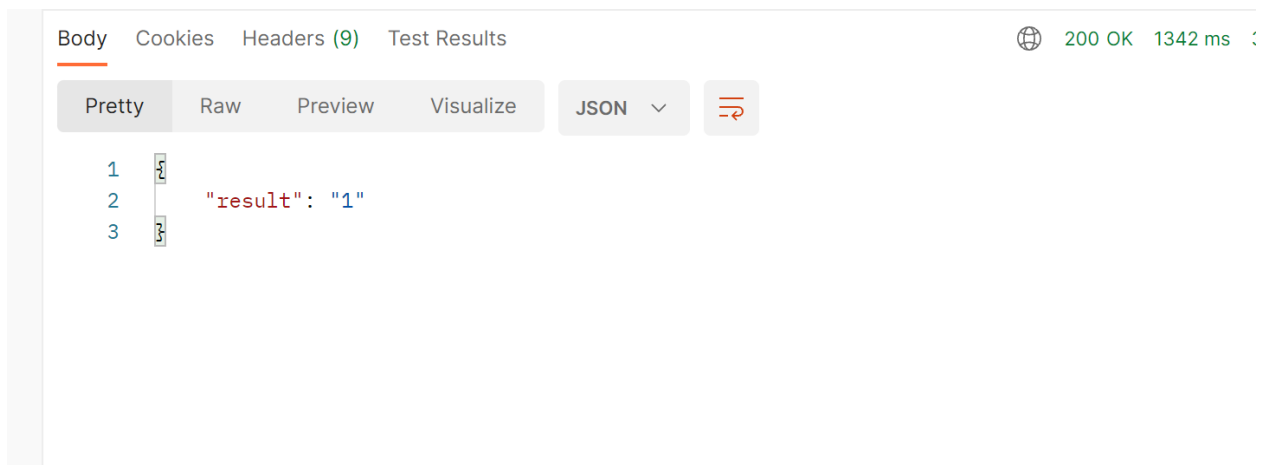 Body Cookies Headers (9) Test Results 200 OK 1342 ms
Pretty Raw Preview Visualize JSON
1 {
2 "result": "1"
3 }